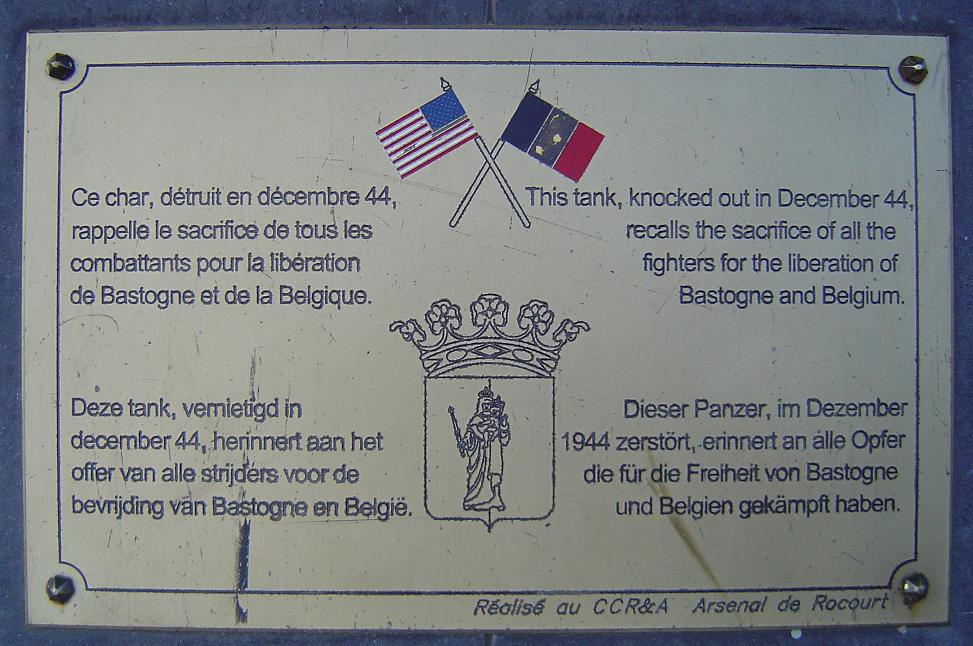 Ce char, détruit en décembre 44,
rappelle le sacrifice de tous les
combattants pour la libération
de Bastogne et de la Belgique.
This tank, knocked out in December 44,
recalls the sacrifice of all the
fighters for the liberation of
Bastogne and Belgium.
Deze tank, vernietigd in
december 44, herinnert aan het
offer van alle strijders voor de
bevrijding van Bastogne en België.
Dieser Panzer, im Dezember
1944 zerstört, erinnert an alle Opfer
die für die Freiheit von Bastogne
und Belgien gekämpft haben.
Réalisé au CCR&A Arsenal de Rocourt